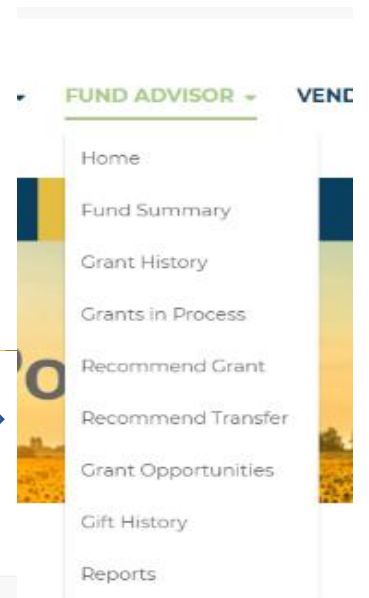 FUND ADVISOR VEND
Home
Fund Summary
Grant History
Grants in Process
Recommend Grant
Recommend Transfer
Grant Opportunities
Gift History
Reports